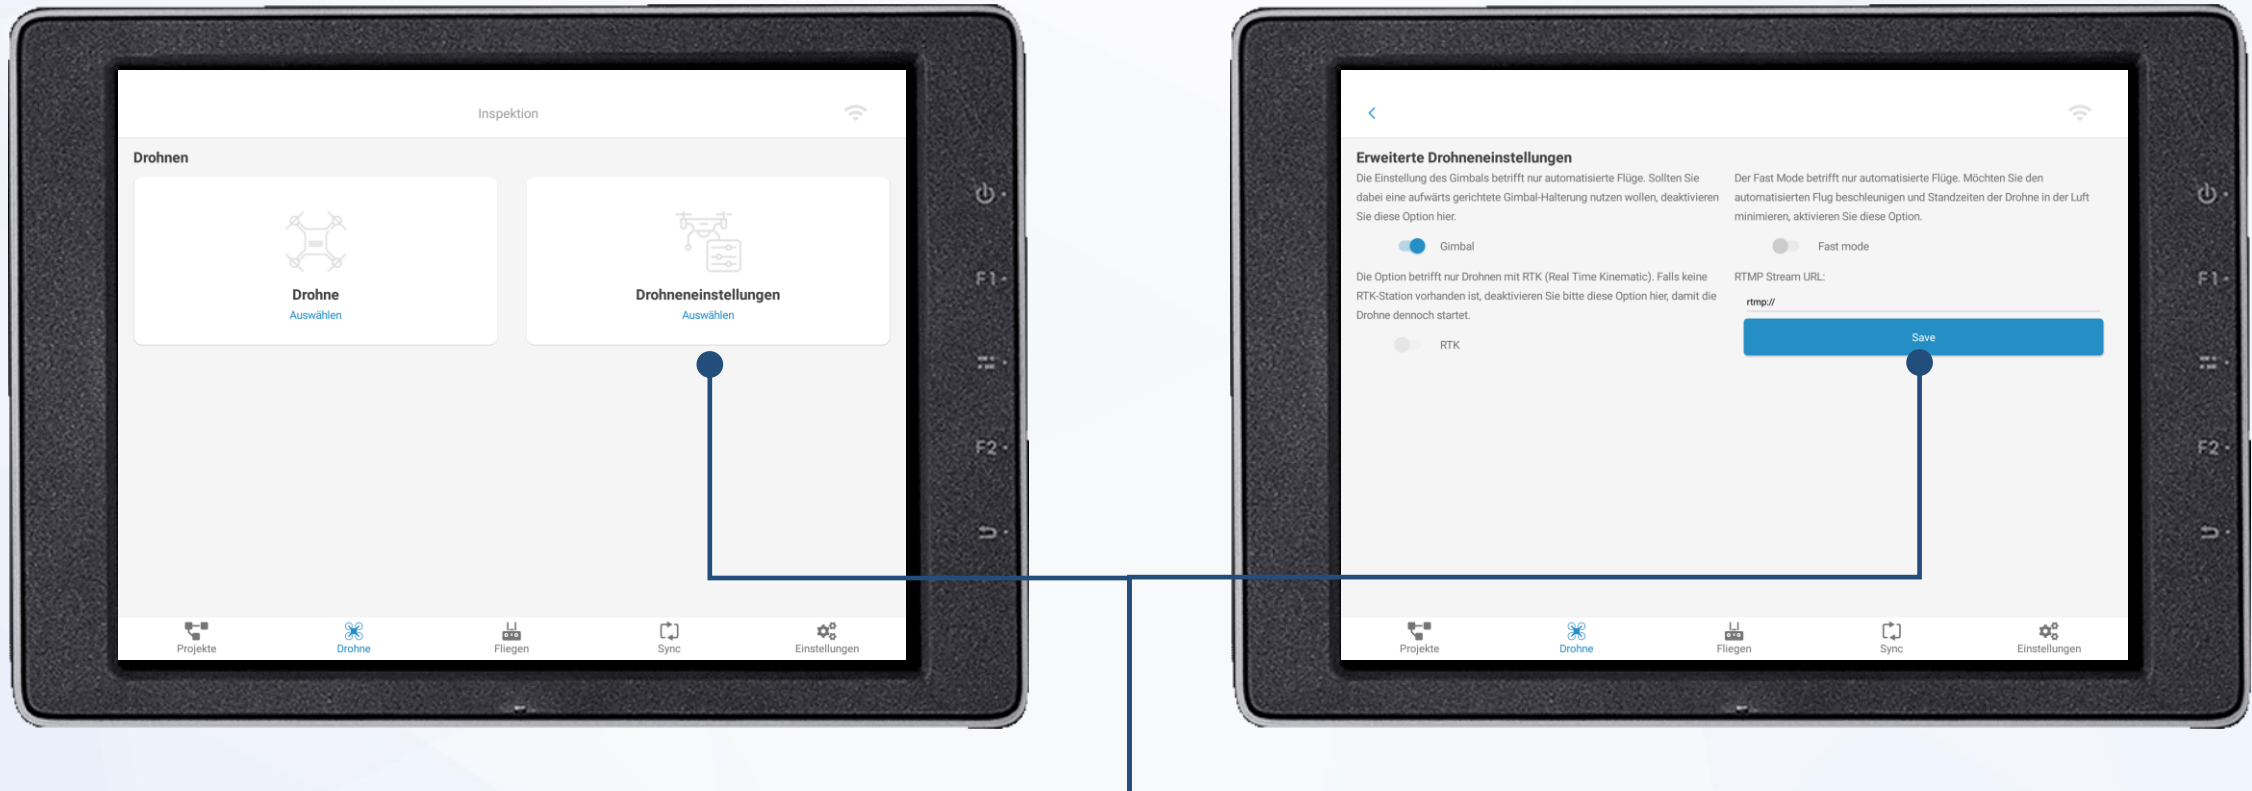 Inspektion
Drohnen
Drohne
Auswählen
Drohneneinstellungen
Auswählen
Projekte
Drohne
Fliegen
Sync
Einstellungen
F1
F2
Erweiterte Drohneneinstellungen
Die Einstellung des Gimbals betrifft nur automatisierte Flüge. Sollten Sie
dabei eine aufwärts gerichtete Gimbal-Halterung nutzen wollen, deaktivieren
Sie diese Option hier.
Gimbal
Die Option betrifft nur Drohnen mit RTK (Real Time Kinematic). Falls keine
RTK-Station vorhanden ist, deaktivieren Sie bitte diese Option hier, damit die
Drohne dennoch startet.
RTK
Der Fast Mode betrifft nur automatisierte Flüge. Möchten Sie den
automatisierten Flug beschleunigen und Standzeiten der Drohne in der Luft
minimieren, aktivieren Sie diese Option.
Fast mode
RTMP Stream URL:
rtmp://
Save
Projekte
Drohne
Fliegen
Sync
Einstellungen
F1
F2